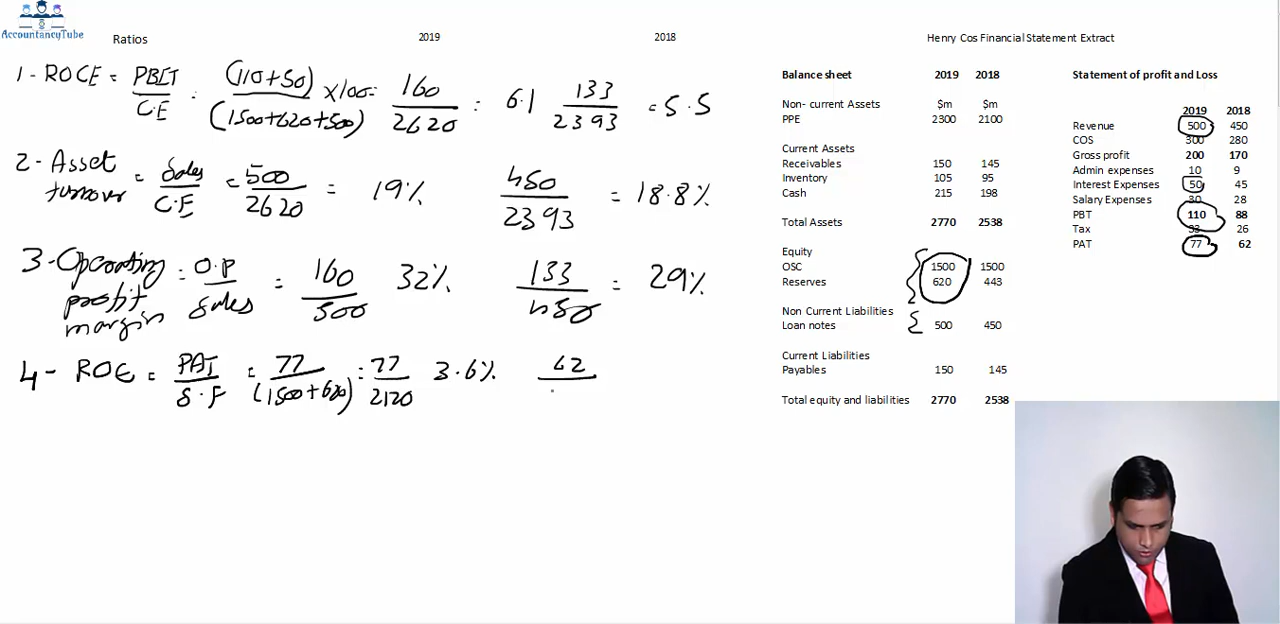 AccountancyTube
Ratios 2019 2018
1- ROCE = PBIT / C.E = (110+50) / (1500+620+500) x100= 160 / 2620 = 6.1 133 / 2393 = 5.5
2- Asset turnover = Sales / C.E = 500 / 2620 = 19% 450 / 2393 = 18.8%
3- Operating profit margin = O.P / Sales = 160 / 500 32% 133 / 450 = 29%
4- ROE = PAT / S.F = 77 / (1500+620) = 77 / 2120 3.6% 62
Henry Cos Financial Statement Extract
Balance sheet 2019 2018
Non- current Assets $m $m
PPE 2300 2100
Current Assets
Receivables 150 145
Inventory 105 95
Cash 215 198
Total Assets 2770 2538
Equity
OSC 1500 1500
Reserves 620 443
Non Current Liabilities
Loan notes 500 450
Current Liabilities
Payables 150 145
Total equity and liabilities 2770 2538
Statement of profit and Loss
2019 2018
Revenue 500 450
COS 300 280
Gross profit 200 170
Admin expenses 10 9
Interest Expenses 50 45
Salary Expenses 30 28
PBT 110 88
Tax 33 26
PAT 77 62